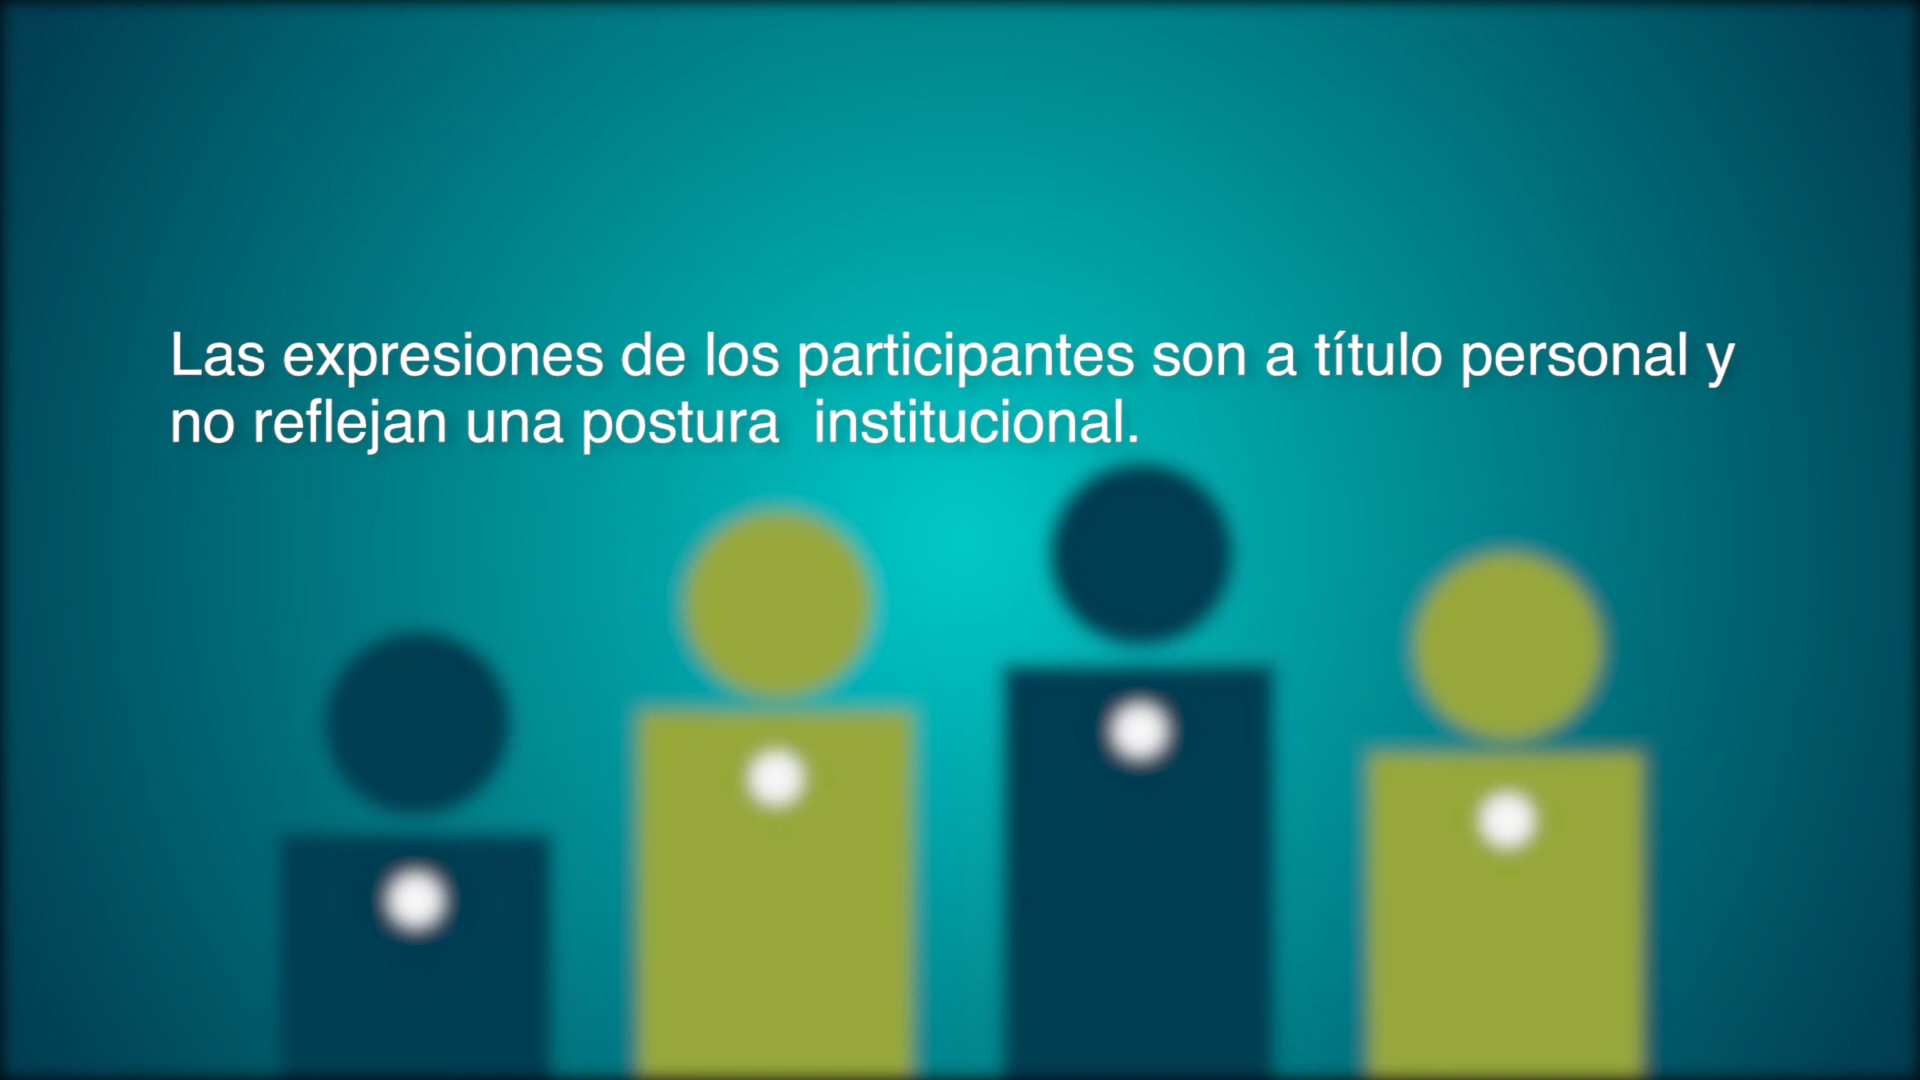 Las expresiones de los participantes son a título personal y
no reflejan una postura  institucional.